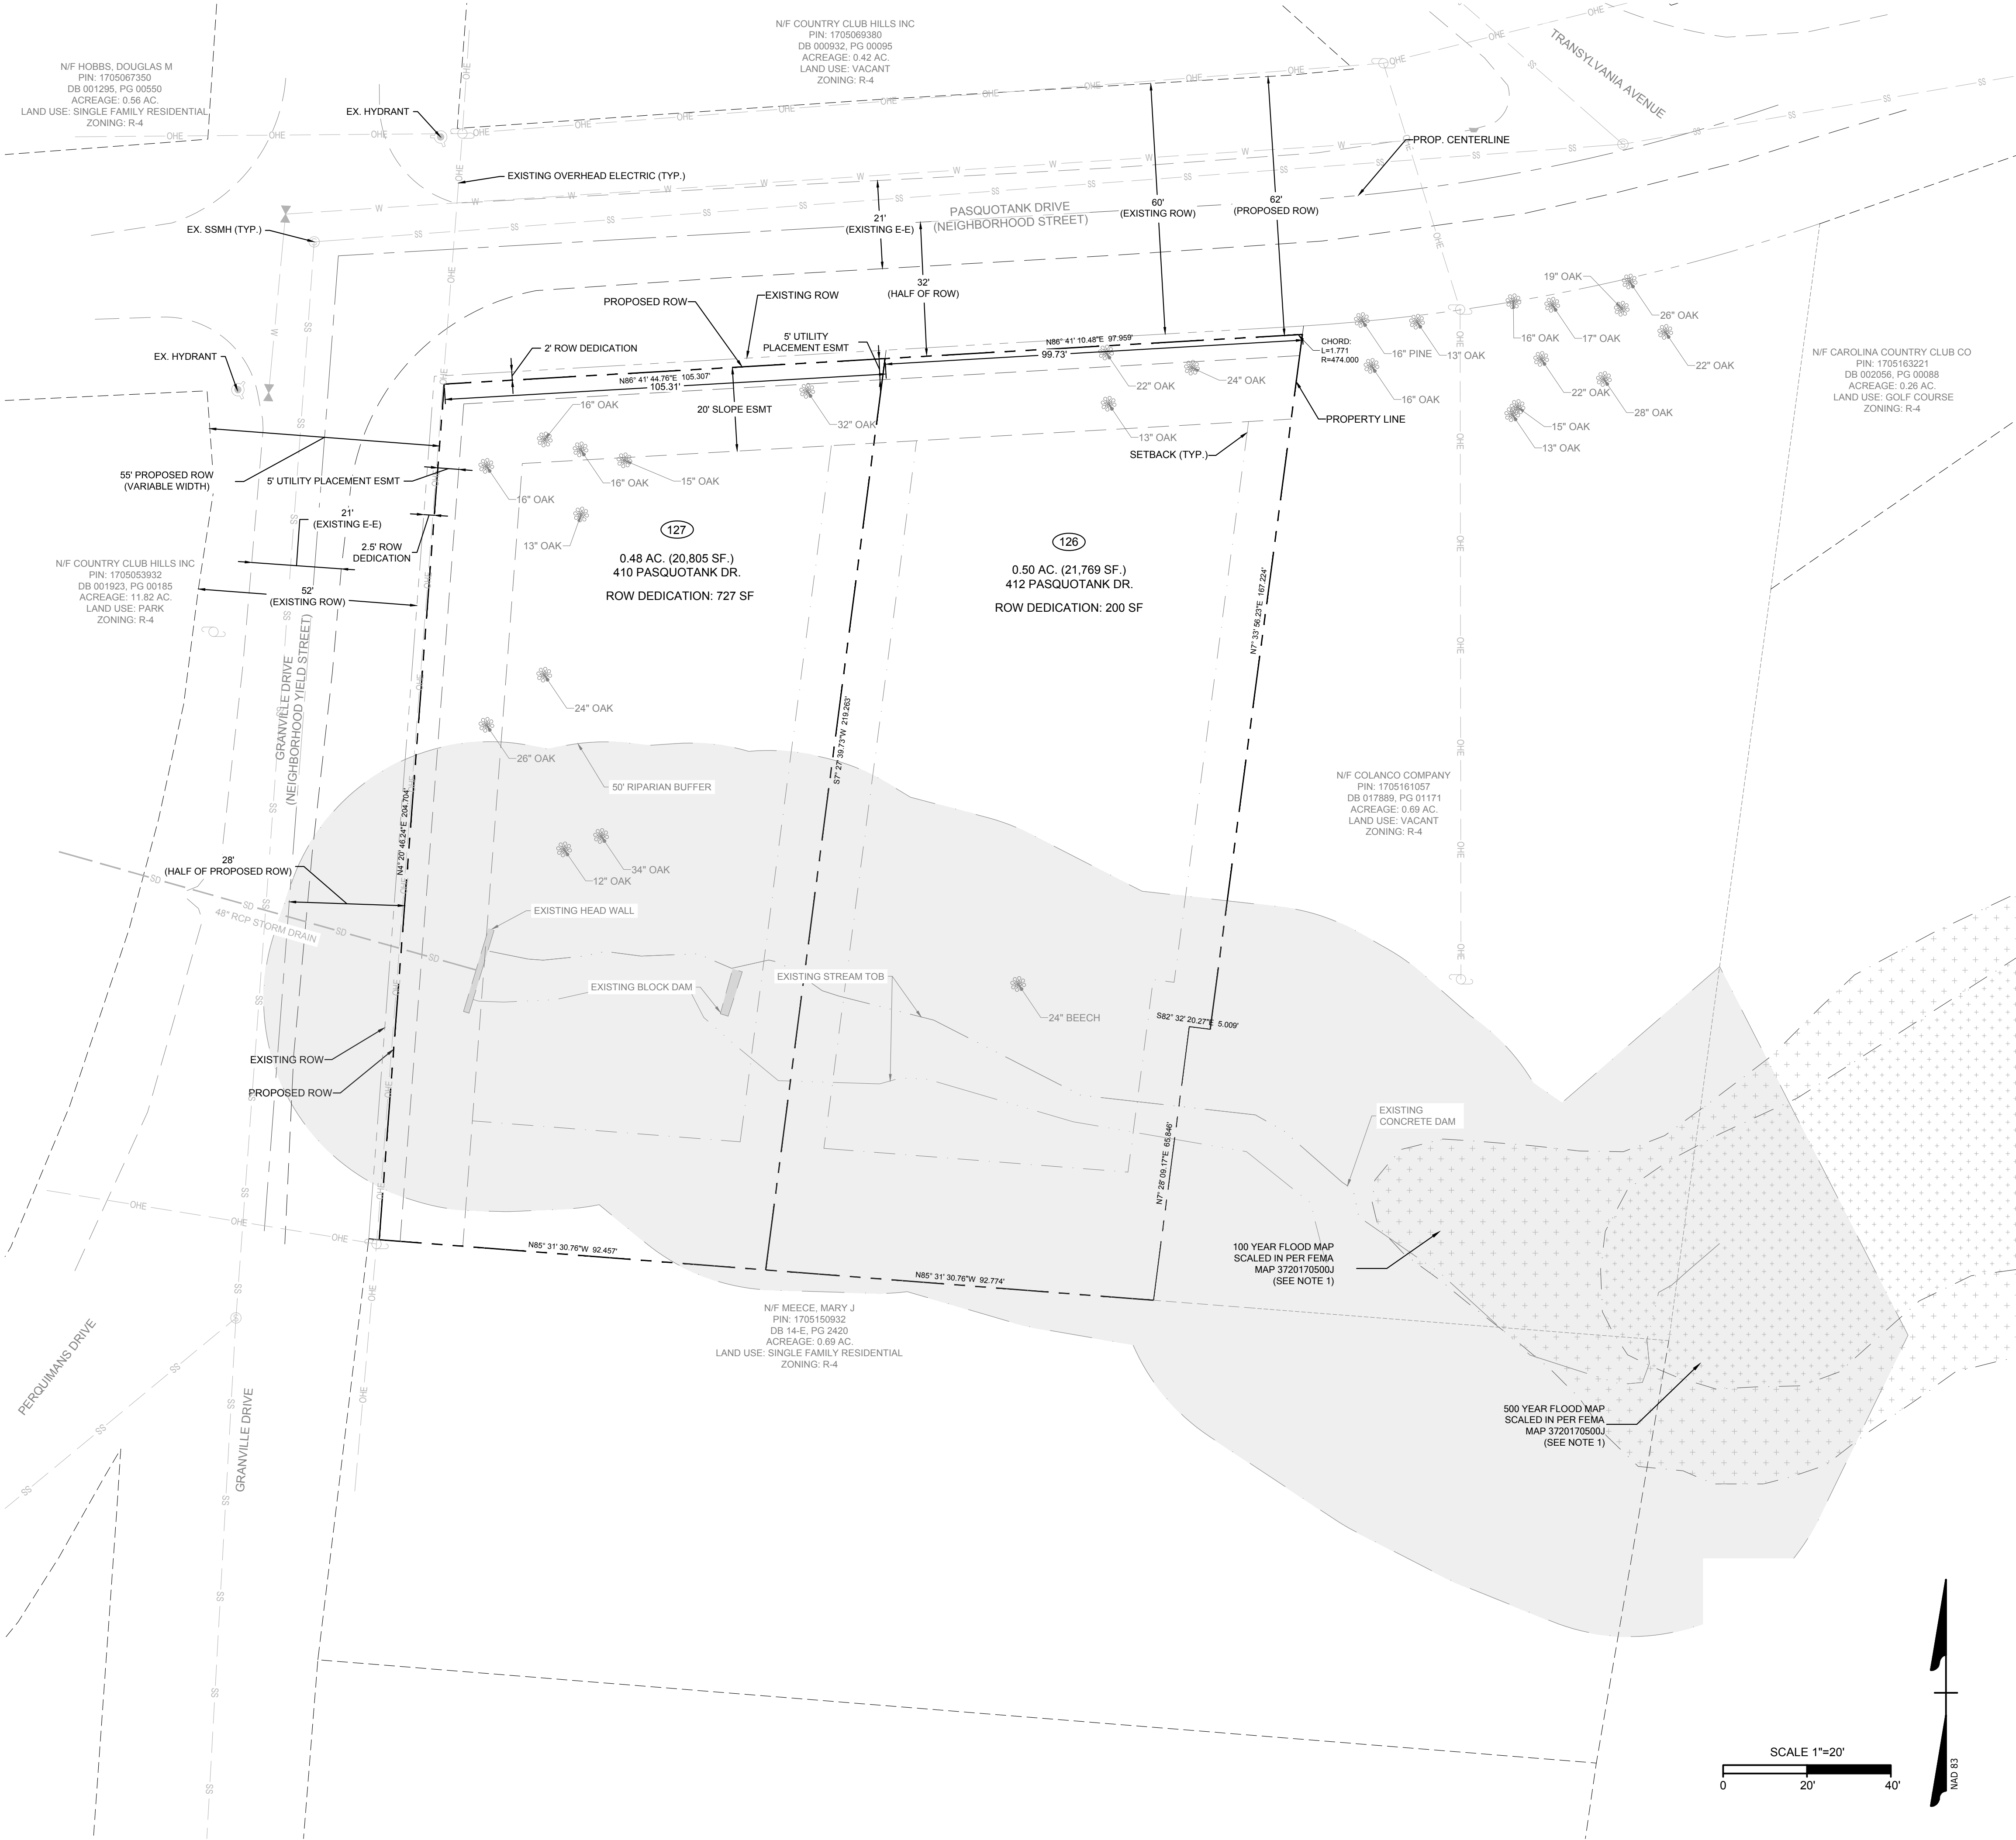 N/F COUNTRY CLUB HILLS INC
PIN: 1705069380
DB 000932, PG 00095
ACREAGE: 0.42 AC.
LAND USE: VACANT
ZONING: R-4
N/F HOBBS, DOUGLAS M
PIN: 1705067350
DB 001295, PG 00550
ACREAGE: 0.56 AC.
LAND USE: SINGLE FAMILY RESIDENTIAL
ZONING: R-4
TRANSYLVANIA AVENUE
EX. HYDRANT
PROP. CENTERLINE
EXISTING OVERHEAD ELECTRIC (TYP.)
EX. SSMH (TYP.)
21'
(EXISTING E-E)
PASQUOTANK DRIVE
(NEIGHBORHOOD STREET)
60'
(EXISTING ROW)
62'
(PROPOSED ROW)
32'
(HALF OF ROW)
PROPOSED ROW
EXISTING ROW
5' UTILITY
PLACEMENT ESMT
2' ROW DEDICATION
EX. HYDRANT
N86° 41' 10.48"E 97.959'
99.73'
CHORD:
L=1.771
R=474.000
N86° 41' 44.76"E 105.307'
105.31'
20' SLOPE ESMT
19" OAK
26" OAK
16" OAK
17" OAK
22" OAK
16" PINE
13" OAK
22" OAK
28" OAK
16" OAK
15" OAK
13" OAK
22" OAK
24" OAK
13" OAK
32" OAK
16" OAK
16" OAK
15" OAK
16" OAK
13" OAK
PROPERTY LINE
SETBACK (TYP.)
N/F CAROLINA COUNTRY CLUB CO
PIN: 1705163221
DB 002056, PG 00088
ACREAGE: 0.26 AC.
LAND USE: GOLF COURSE
ZONING: R-4
55' PROPOSED ROW
(VARIABLE WIDTH)
5' UTILITY PLACEMENT ESMT
21'
(EXISTING E-E)
2.5' ROW
DEDICATION
N/F COUNTRY CLUB HILLS INC
PIN: 1705053932
DB 001923, PG 00185
ACREAGE: 11.82 AC.
LAND USE: PARK
ZONING: R-4
52'
(EXISTING ROW)
127
0.48 AC. (20,805 SF.)
410 PASQUOTANK DR.
ROW DEDICATION: 727 SF
126
0.50 AC. (21,769 SF.)
412 PASQUOTANK DR.
ROW DEDICATION: 200 SF
N7° 33' 56.23"E 167.224'
S7° 27' 39.73"W 219.263'
GRANVILLE DRIVE
(NEIGHBORHOOD YIELD STREET)
24" OAK
26" OAK
50' RIPARIAN BUFFER
N4° 20' 46.24"E 204.704'
N/F COLANCO COMPANY
PIN: 1705161057
DB 017889, PG 01171
ACREAGE: 0.69 AC.
LAND USE: VACANT
ZONING: R-4
28'
(HALF OF PROPOSED ROW)
34" OAK
12" OAK
48" RCP STORM DRAIN
EXISTING HEAD WALL
EXISTING STREAM TOB
EXISTING BLOCK DAM
24" BEECH
S82° 32' 20.27"E 5.009'
EXISTING ROW
PROPOSED ROW
EXISTING
CONCRETE DAM
N7° 28' 09.17"E 65.846'
N85° 31' 30.76"W 92.457'
N85° 31' 30.76"W 92.774'
100 YEAR FLOOD MAP
SCALED IN PER FEMA
MAP 3720170500J
(SEE NOTE 1)
N/F MEECE, MARY J
PIN: 1705150932
DB 14-E, PG 2420
ACREAGE: 0.69 AC.
LAND USE: SINGLE FAMILY RESIDENTIAL
ZONING: R-4
500 YEAR FLOOD MAP
SCALED IN PER FEMA
MAP 3720170500J
(SEE NOTE 1)
PERQUIMANS DRIVE
GRANVILLE DRIVE
SCALE 1"=20'
0 20' 40'
NAD 83